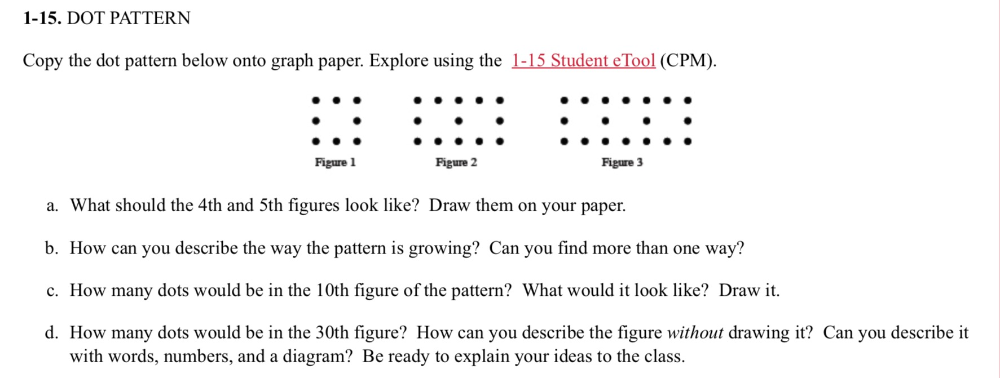 1-15. DOT PATTERN
Copy the dot pattern below onto graph paper. Explore using the 1-15 Student eTool (CPM).
Figure 1 Figure 2 Figure 3
a. What should the 4th and 5th figures look like? Draw them on your paper.
b. How can you describe the way the pattern is growing? Can you find more than one way?
c. How many dots would be in the 10th figure of the pattern? What would it look like? Draw it.
d. How many dots would be in the 30th figure? How can you describe the figure without drawing it? Can you describe it
with words, numbers, and a diagram? Be ready to explain your ideas to the class.